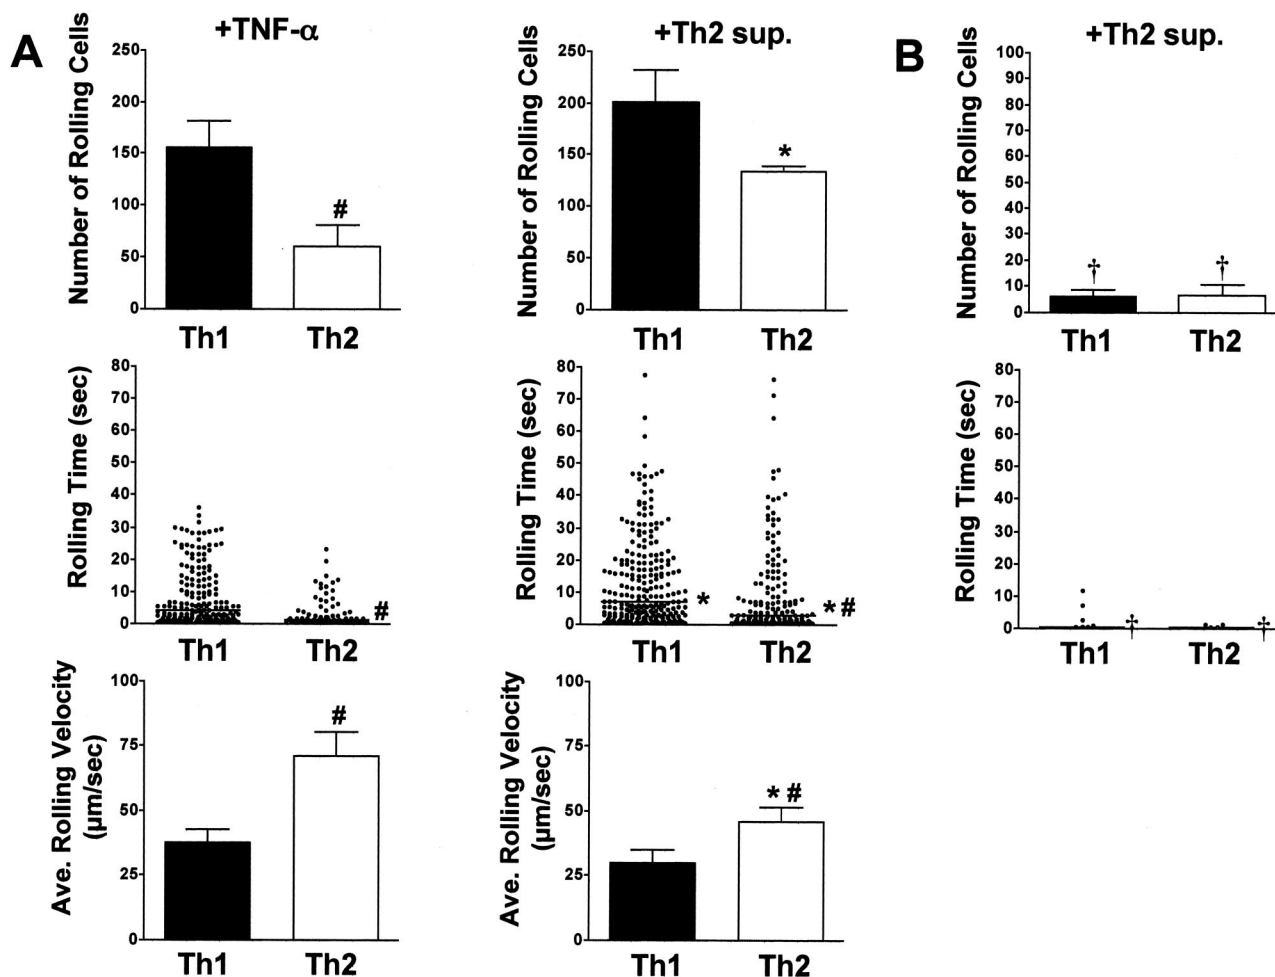 A
+TNF-α
Number of Rolling Cells
250
200
150
100
50
0
#
Th1 Th2
+Th2 sup.
Number of Rolling Cells
250
200
150
100
50
0
*
Th1 Th2
B
+Th2 sup.
Number of Rolling Cells
100
90
80
70
60
50
40
30
20
10
0
† †
Th1 Th2
Rolling Time (sec)
80
70
60
50
40
30
20
10
0
#
Th1 Th2
Rolling Time (sec)
80
70
60
50
40
30
20
10
0
* * #
Th1 Th2
Rolling Time (sec)
80
70
60
50
40
30
20
10
0
† †
Th1 Th2
Ave. Rolling Velocity
(µm/sec)
100
75
50
25
0
#
Th1 Th2
Ave. Rolling Velocity
(µm/sec)
100
75
50
25
0
* #
Th1 Th2